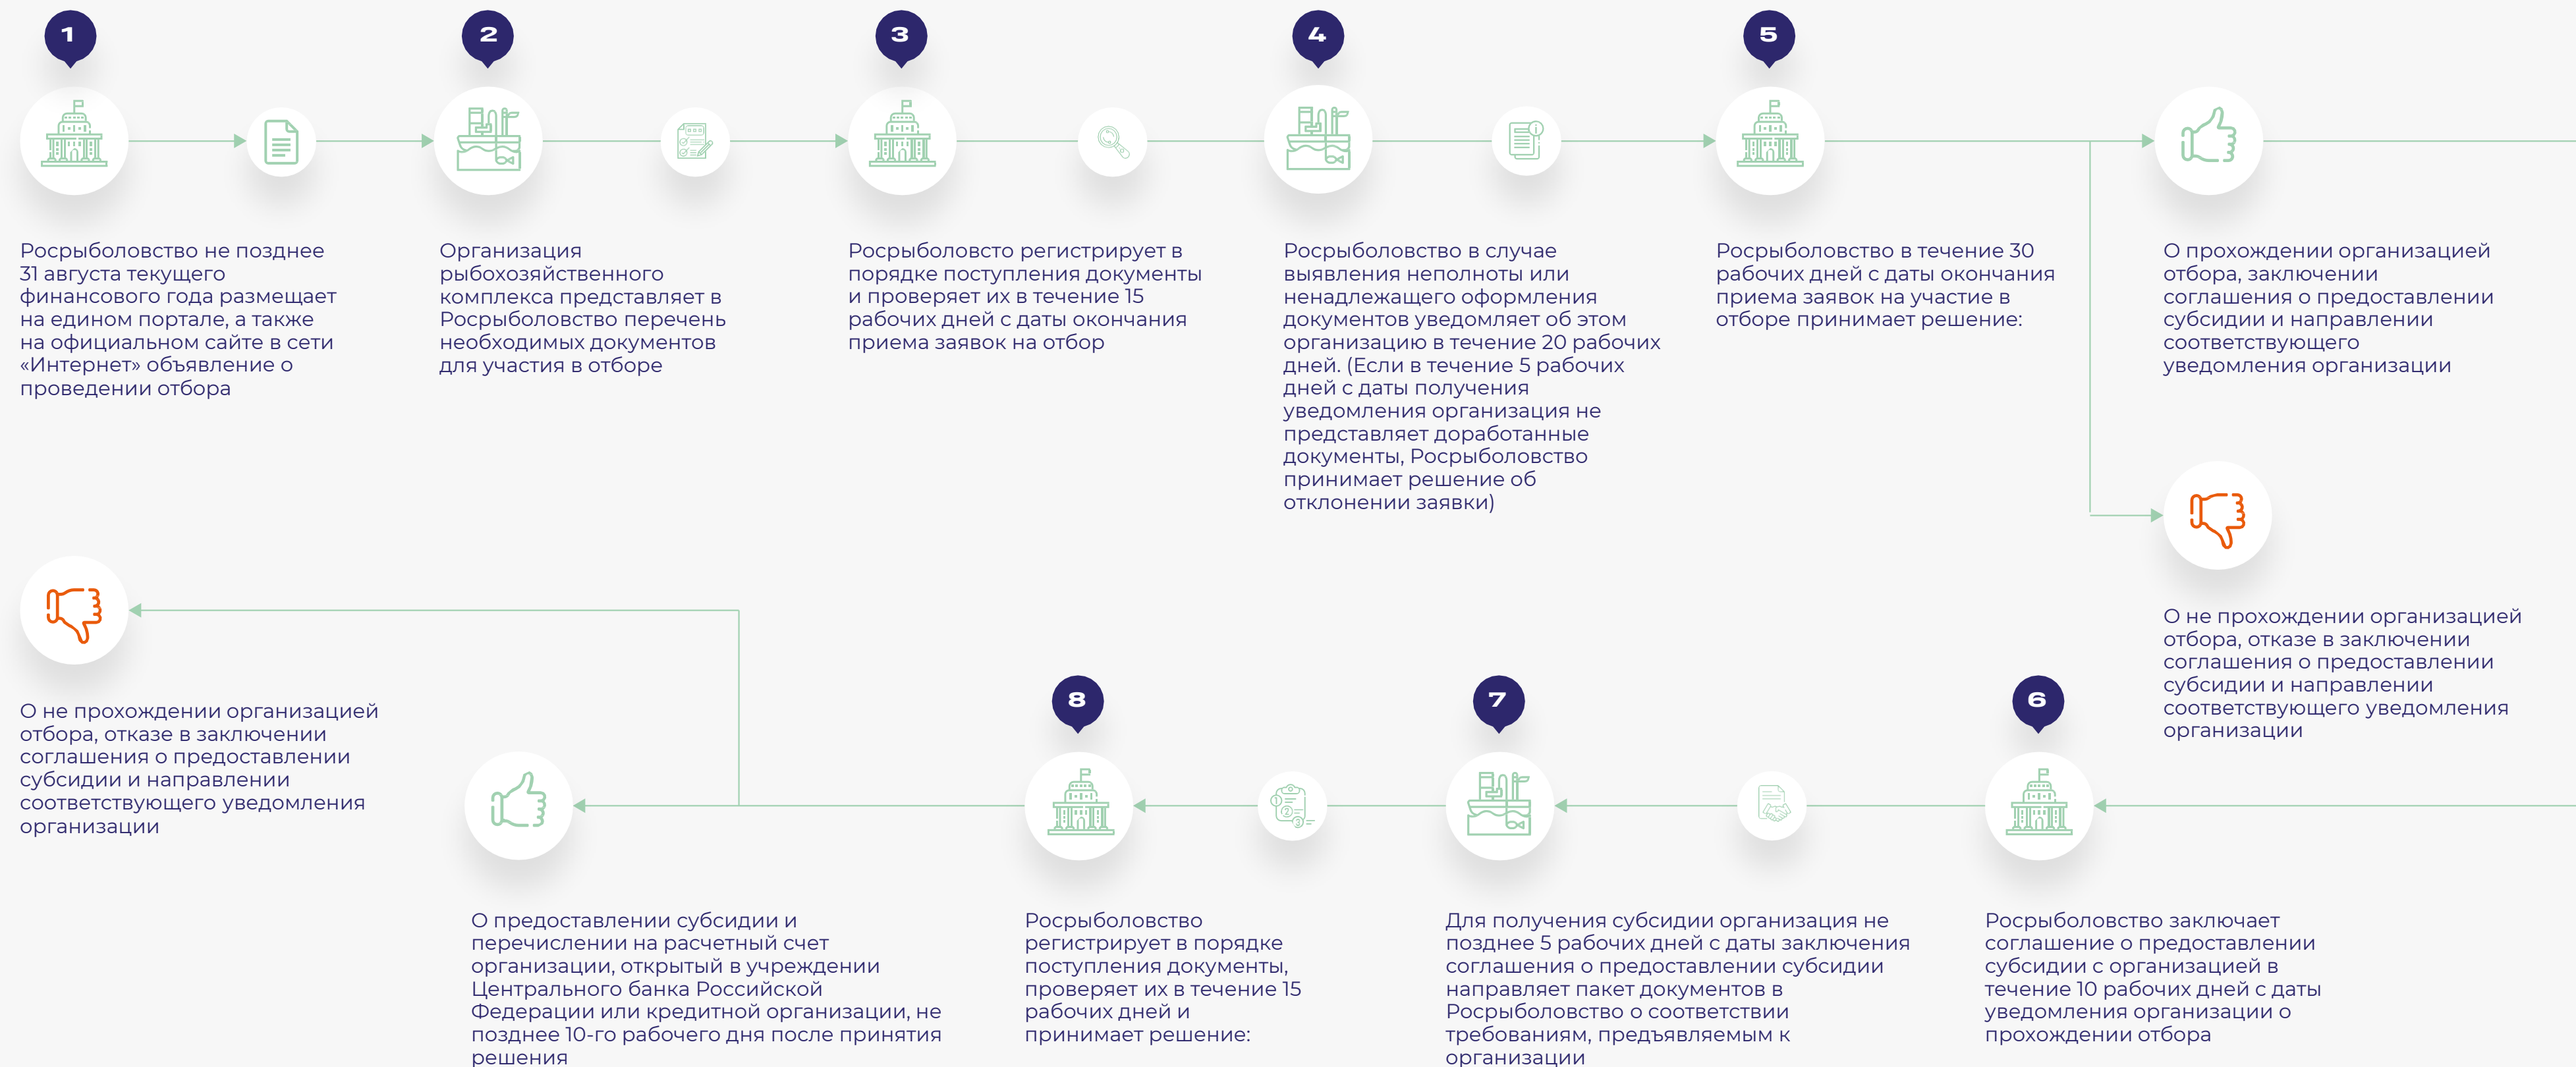 1
Росрыболовство не позднее
31 августа текущего
финансового года размещает
на едином портале, а также
на официальном сайте в сети
«Интернет» объявление о
проведении отбора
2
Организация
рыбохозяйственного
комплекса представляет в
Росрыболовство перечень
необходимых документов
для участия в отборе
3
Росрыболовсто регистрирует в
порядке поступления документы
и проверяет их в течение 15
рабочих дней с даты окончания
приема заявок на отбор
4
Росрыболовство в случае
выявления неполноты или
ненадлежащего оформления
документов уведомляет об этом
организацию в течение 20 рабочих
дней. (Если в течение 5 рабочих
дней с даты получения
уведомления организация не
представляет доработанные
документы, Росрыболовство
принимает решение об
отклонении заявки)
5
Росрыболовство в течение 30
рабочих дней с даты окончания
приема заявок на участие в
отборе принимает решение:
О прохождении организацией
отбора, заключении
соглашения о предоставлении
субсидии и направлении
соответствующего
уведомления организации
О не прохождении организацией
отбора, отказе в заключении
соглашения о предоставлении
субсидии и направлении
соответствующего уведомления
организации
6
Росрыболовство заключает
соглашение о предоставлении
субсидии с организацией в
течение 10 рабочих дней с даты
уведомления организации о
прохождении отбора
7
Для получения субсидии организация не
позднее 5 рабочих дней с даты заключения
соглашения о предоставлении субсидии
направляет пакет документов в
Росрыболовство о соответствии
требованиям, предъявляемым к
организации
1
2
3
8
Росрыболовство
регистрирует в порядке
поступления документы,
проверяет их в течение 15
рабочих дней и
принимает решение:
О предоставлении субсидии и
перечислении на расчетный счет
организации, открытый в учреждении
Центрального банка Российской
Федерации или кредитной организации, не
позднее 10-го рабочего дня после принятия
решения
О не прохождении организацией
отбора, отказе в заключении
соглашения о предоставлении
субсидии и направлении
соответствующего уведомления
организации